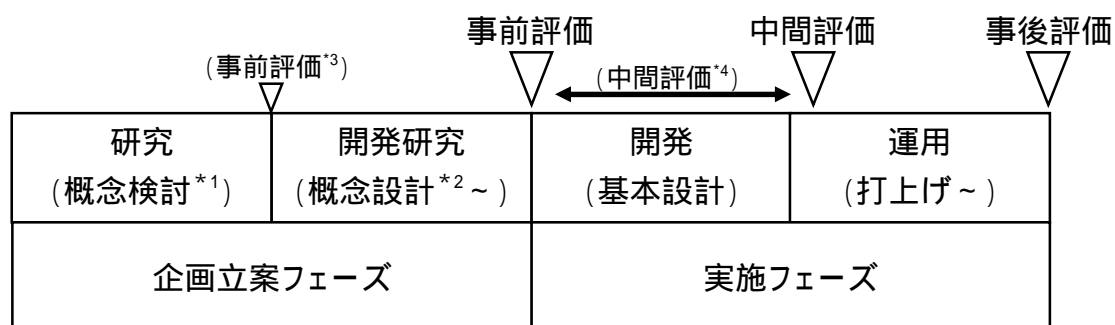 事前評価 中間評価 事後評価
(事前評価*3) (中間評価*4)
研究 開発研究 開発 運用
(概念検討*1) (概念設計*2~) (基本設計) (打上げ~)
企画立案フェーズ 実施フェーズ